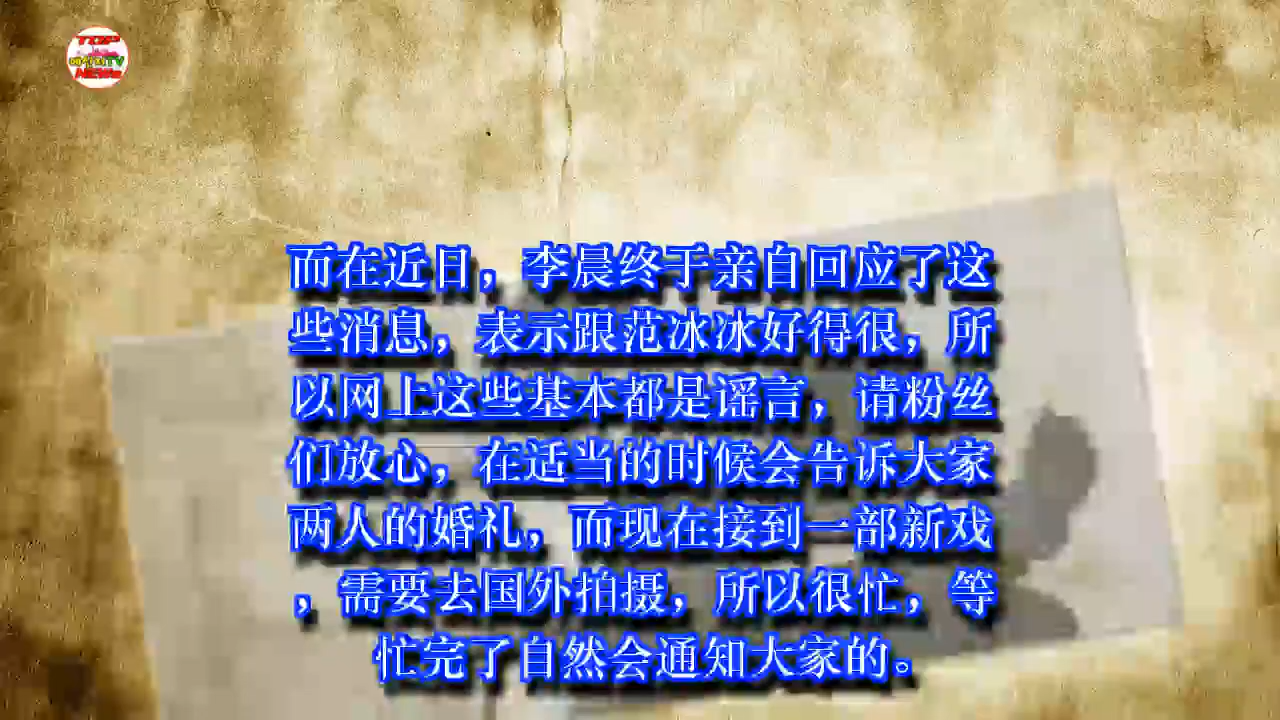 TOP
TV
NEWS
而在近日，李晨终于亲自回应了这
些消息，表示跟范冰冰好得很，所
以网上这些基本都是谣言，请粉丝
们放心，在适当的时候会告诉大家
两人的婚礼，而现在接到一部新戏
，需要去国外拍摄，所以很忙，等
忙完了自然会通知大家的。